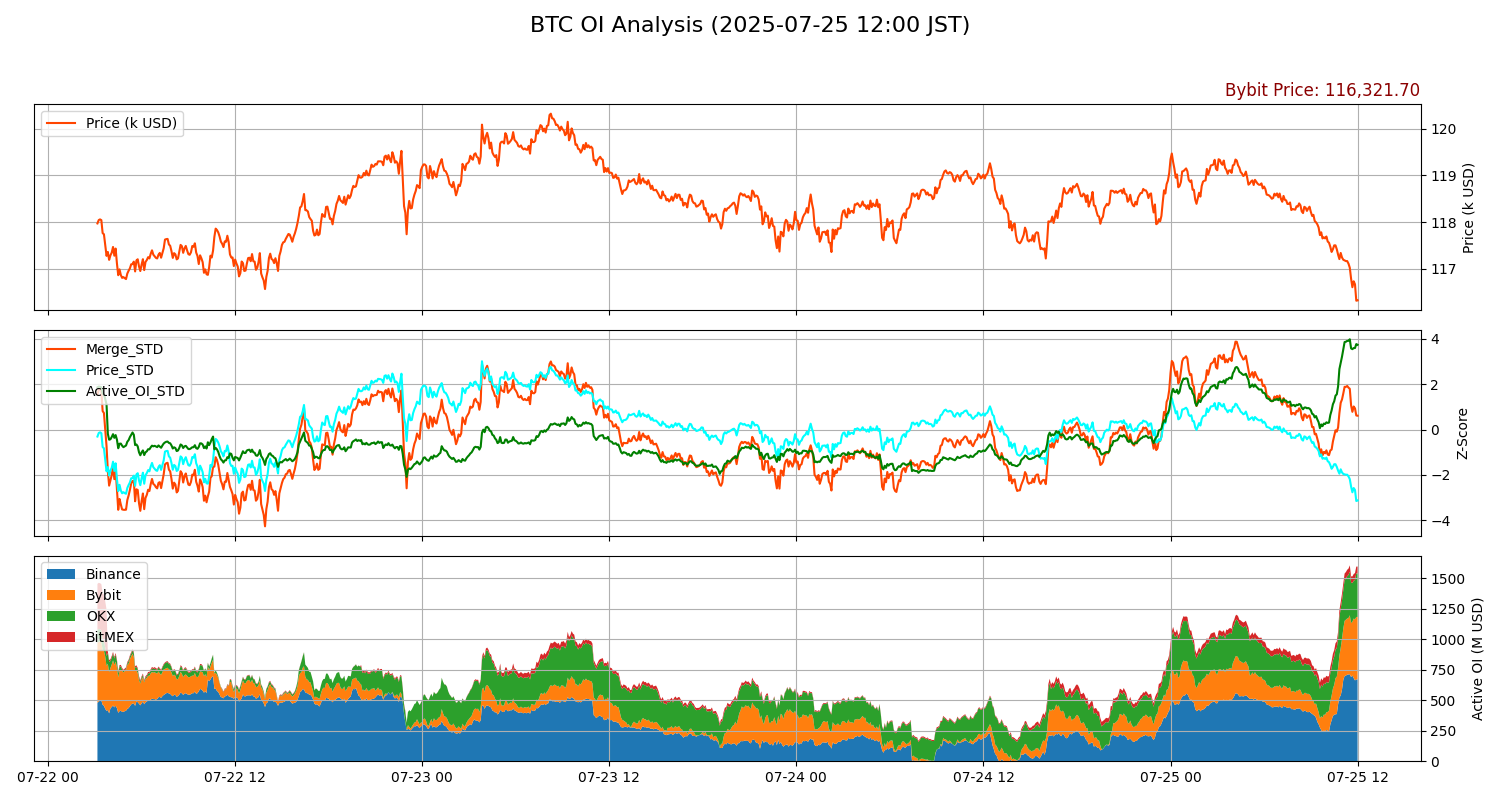 BTC OI Analysis (2025-07-25 12:00 JST)
Bybit Price: 116,321.70
Price (k USD)
120
119
118
117
Price (k USD)
Merge_STD
Price_STD
Active_OI_STD
4
2
0
−2
−4
Z-Score
Binance
Bybit
OKX
BitMEX
1500
1250
1000
750
500
250
0
Active OI (M USD)
07-22 00
07-22 12
07-23 00
07-23 12
07-24 00
07-24 12
07-25 00
07-25 12